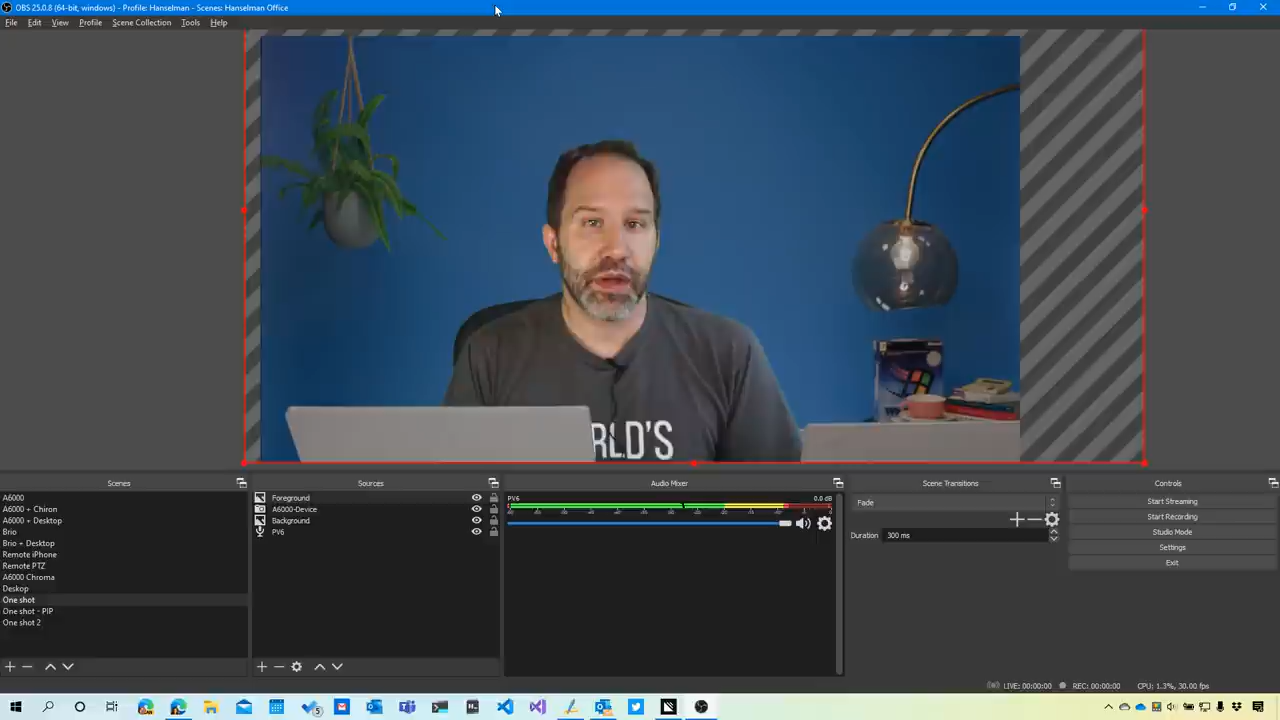 OBS 25.0.8 (64-bit, windows) - Profile: Hanselman - Scenes: Hanselman Office
File Edit View Profile Scene Collection Tools Help
RLD'S
Scenes
A6000
A6000 + Chiron
A6000 + Desktop
Brio
Brio + Desktop
Remote iPhone
Remote PTZ
A6000 Chroma
Deskop
One shot
One shot - PIP
One shot 2
Sources
Foreground
A6000-Device
Background
PV6
Audio Mixer
PV6 0.0 dB
Scene Transitions
Fade
Duration 300 ms
Controls
Start Streaming
Start Recording
Studio Mode
Settings
Exit
LIVE: 00:00:00 REC: 00:00:00 CPU: 1.3%, 30.00 fps